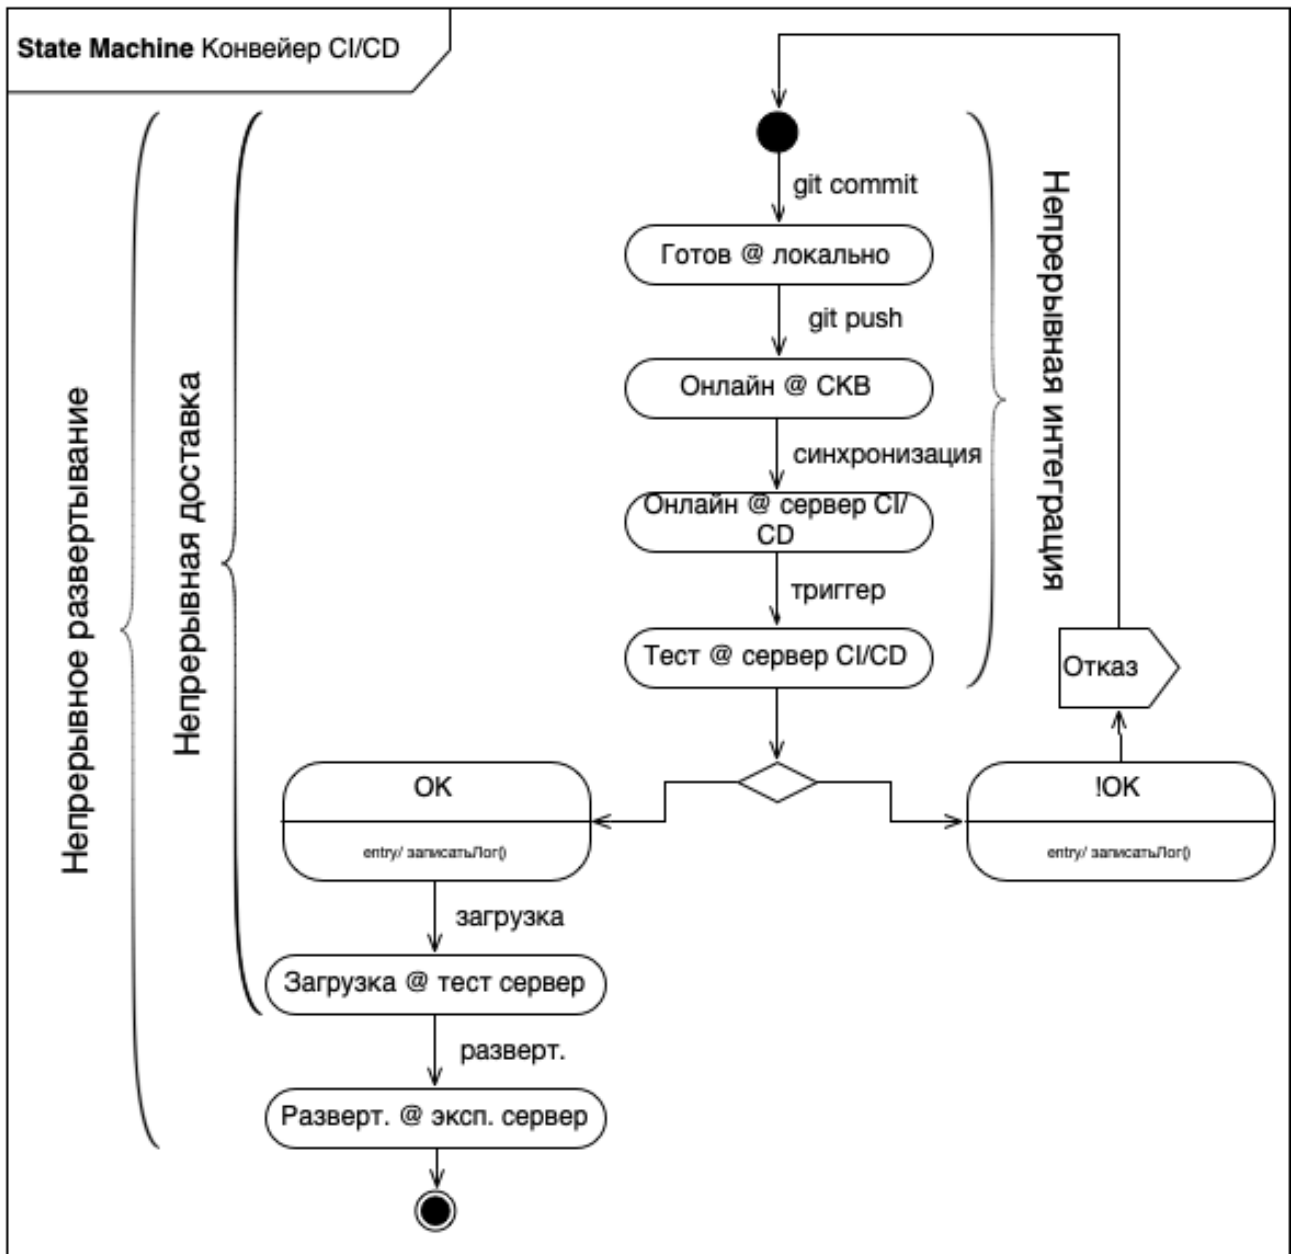 State Machine Конвейер CI/CD
git commit
Готов @ локально
git push
Онлайн @ СКВ
синхронизация
Онлайн @ сервер CI/
CD
триггер
Тест @ сервер CI/CD
Непрерывная интеграция
Отказ
Непрерывная доставка
Непрерывное развертывание
OK
entry/ записатьЛог()
!OK
entry/ записатьЛог()
загрузка
Загрузка @ тест сервер
разверт.
Разверт. @ эксп. сервер